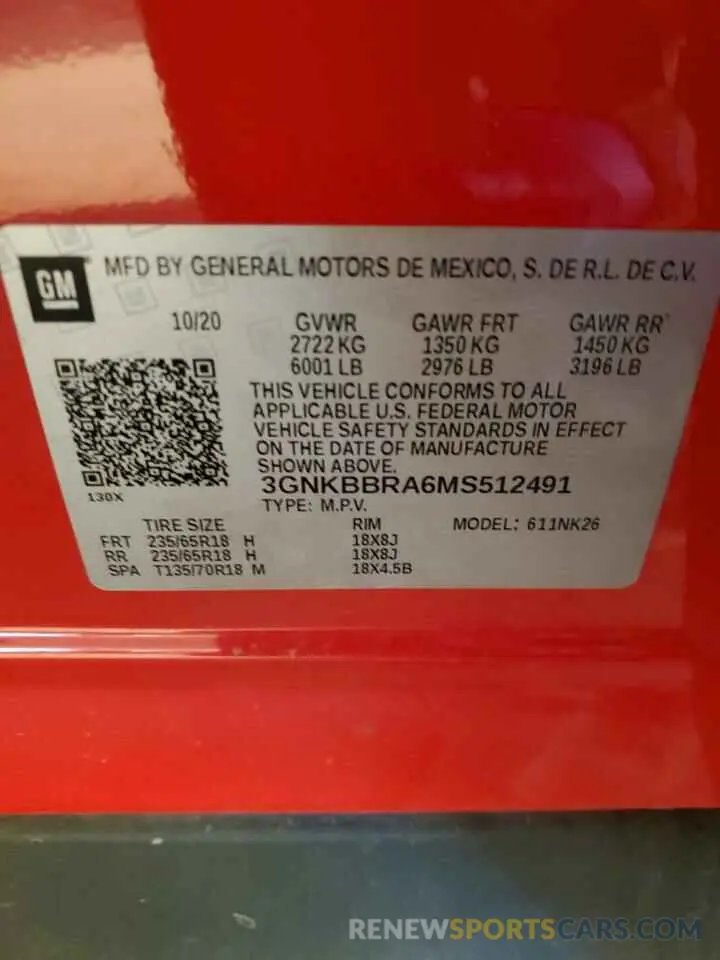 GM MFD BY GENERAL MOTORS DE MEXICO, S. DE R.L. DE C.V.
10/20 GVWR GAWR FRT GAWR RR
2722 KG 1350 KG 1450 KG
6001 LB 2976 LB 3196 LB
THIS VEHICLE CONFORMS TO ALL
APPLICABLE U.S. FEDERAL MOTOR
VEHICLE SAFETY STANDARDS IN EFFECT
ON THE DATE OF MANUFACTURE
SHOWN ABOVE.
130X 3GNKBBRA6MS512491
TYPE: M.P.V.
TIRE SIZE RIM MODEL: 611NK26
FRT 235/65R18 H 18X8J
RR 235/65R18 H 18X8J
SPA T135/70R18 M 18X4.5B
RENEWSPORTSCARS.COM